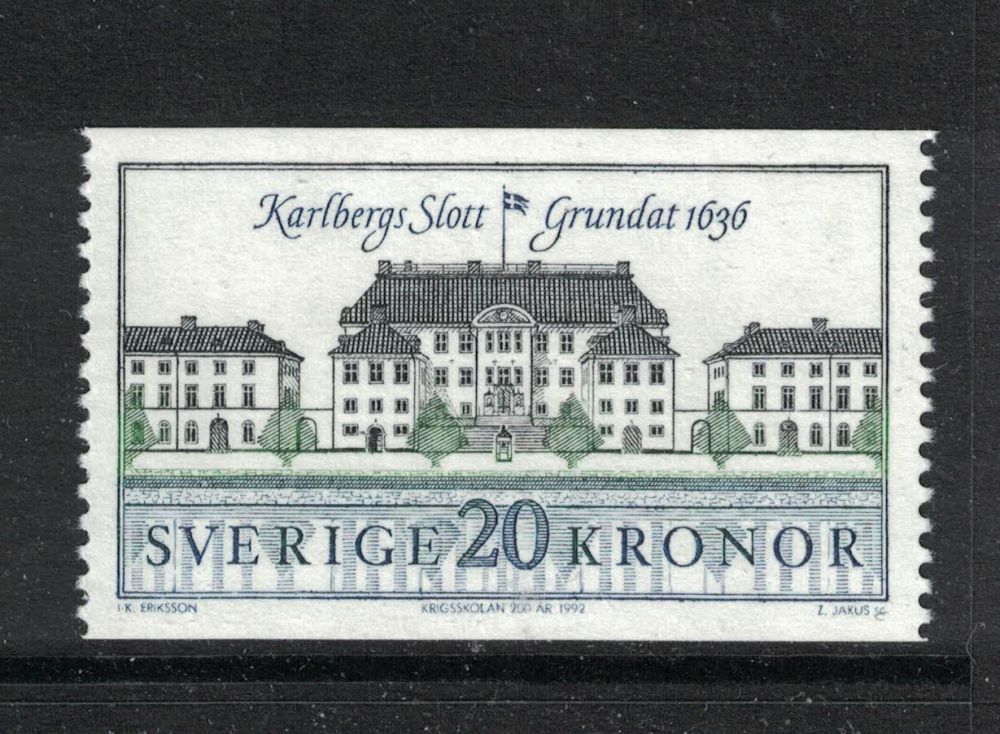 Karlbergs Slott Grundat 1636
SVERIGE 20 KRONOR
I-K. ERIKSSON KRIGSSKOLAN 200 ÅR 1992 Z. JAKUS SC